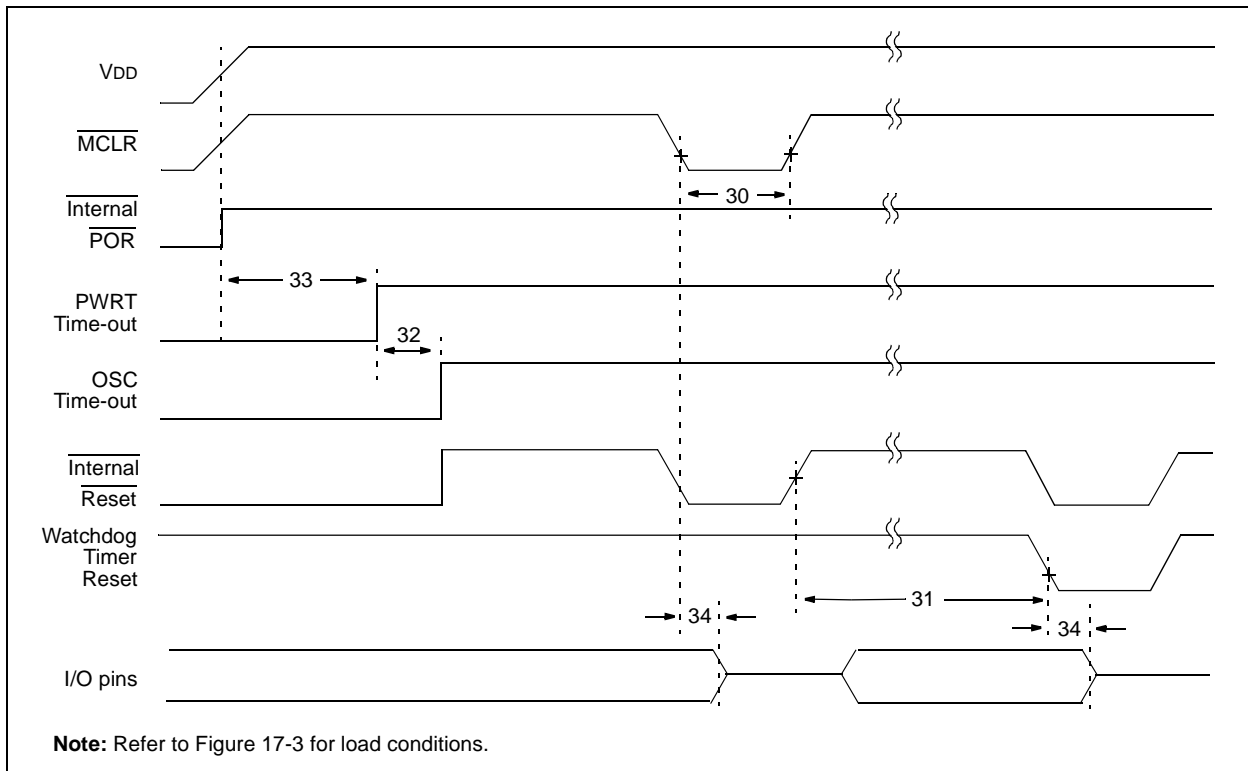 VDD
MCLR
30
Internal
POR
33
PWRT
Time-out
32
OSC
Time-out
Internal
Reset
Watchdog
Timer
Reset
31
34
34
I/O pins
Note: Refer to Figure 17-3 for load conditions.